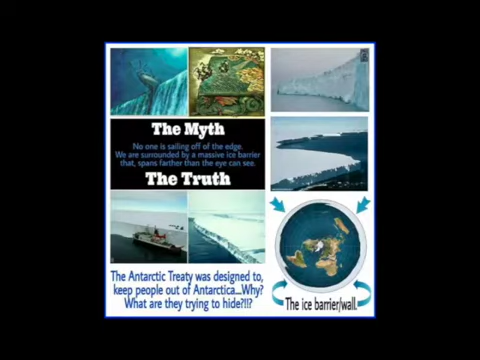 The Myth
No one is sailing off of the edge.
We are surrounded by a massive ice barrier
that, spans farther than the eye can see.
The Truth
The Antarctic Treaty was designed to,
keep people out of Antarctica...Why?
What are they trying to hide?!!?
The ice barrier/wall.